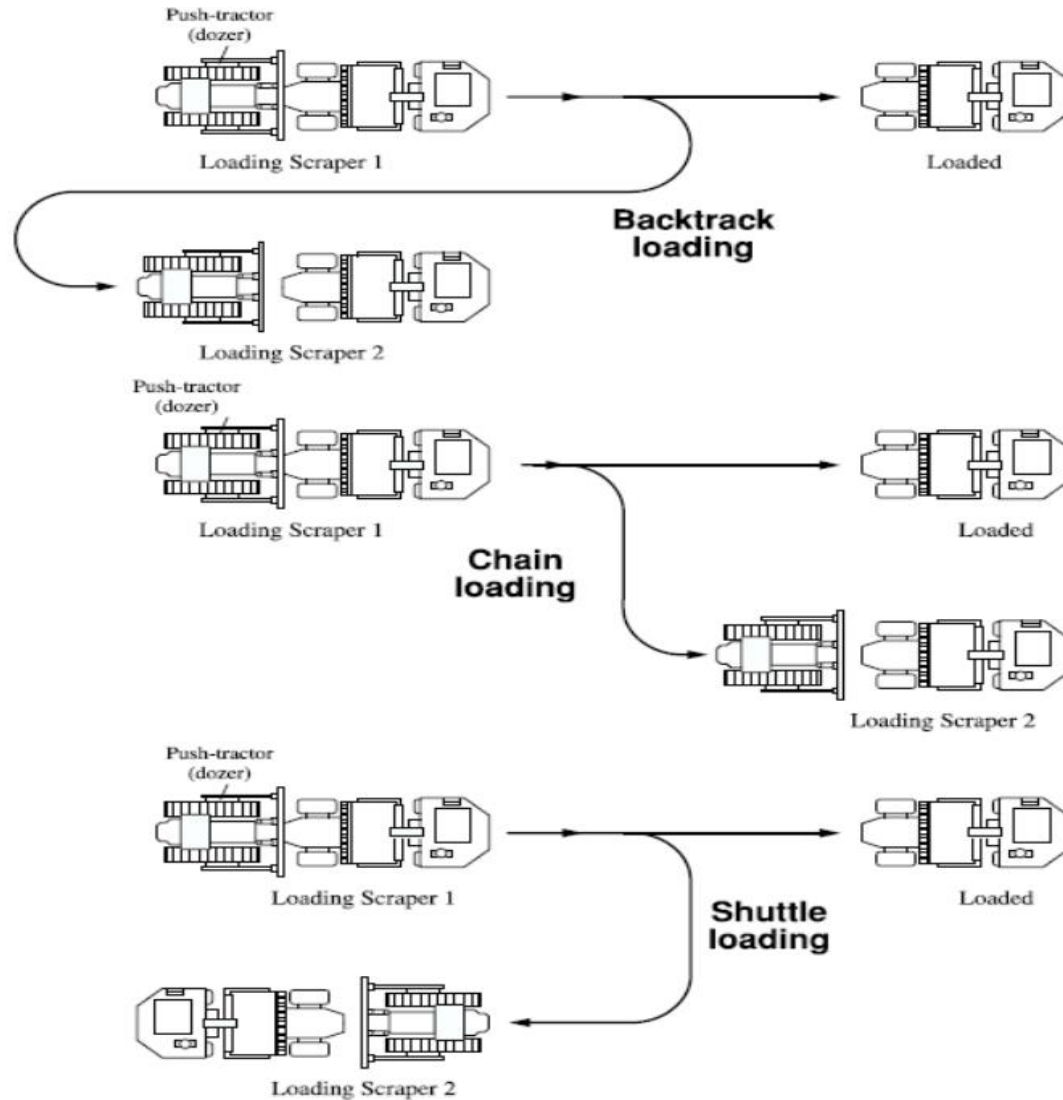 Push-tractor
(dozer)
Loading Scraper 1
Loaded
Backtrack
loading
Loading Scraper 2
Push-tractor
(dozer)
Loading Scraper 1
Loaded
Chain
loading
Loading Scraper 2
Push-tractor
(dozer)
Loading Scraper 1
Loaded
Shuttle
loading
Loading Scraper 2